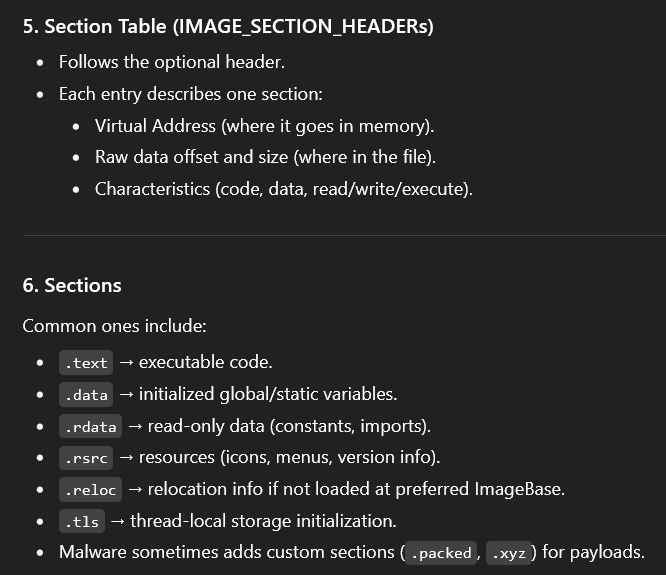 5. Section Table (IMAGE_SECTION_HEADERs)
• Follows the optional header.
• Each entry describes one section:
• Virtual Address (where it goes in memory).
• Raw data offset and size (where in the file).
• Characteristics (code, data, read/write/execute).
6. Sections
Common ones include:
• .text → executable code.
• .data → initialized global/static variables.
• .rdata → read-only data (constants, imports).
• .rsrc → resources (icons, menus, version info).
• .reloc → relocation info if not loaded at preferred ImageBase.
• .tls → thread-local storage initialization.
• Malware sometimes adds custom sections (.packed, .xyz) for payloads.